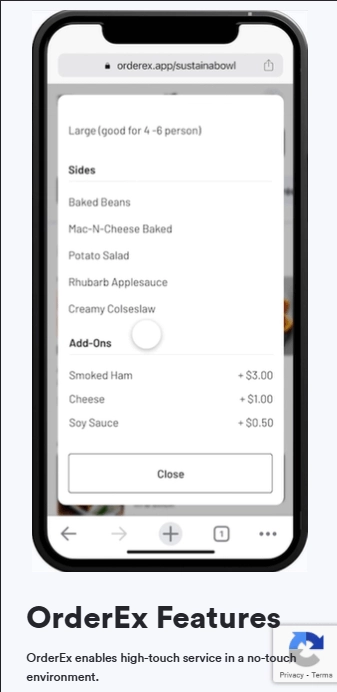 orderex.app/sustainabowl
Large (good for 4 -6 person)
Sides
Baked Beans
Mac-N-Cheese Baked
Potato Salad
Rhubarb Applesauce
Creamy Colseslaw
Add-Ons
Smoked Ham + $3.00
Cheese + $1.00
Soy Sauce + $0.50
Close
1
OrderEx Features
OrderEx enables high-touch service in a no-touch
environment.
Privacy - Terms